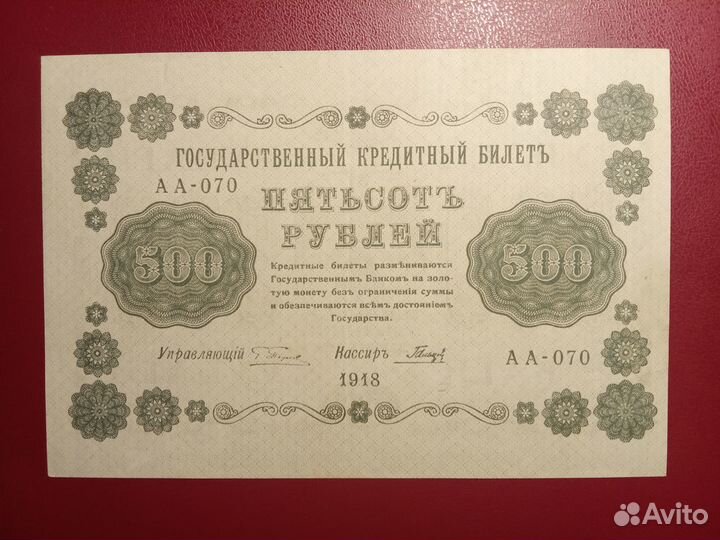 ГОСУДАРСТВЕННЫЙ КРЕДИТНЫЙ БИЛЕТЪ
АА-070
ПЯТЬСОТЪ
РУБЛЕЙ
500
500
Кредитные билеты размѣниваются
Государственнымъ Банкомъ на золо-
тую монету безъ ограниченія суммы
и обезпечиваются всѣмъ достояніемъ
Государства.
Управляющій
Кассиръ
АА-070
1918
Avito